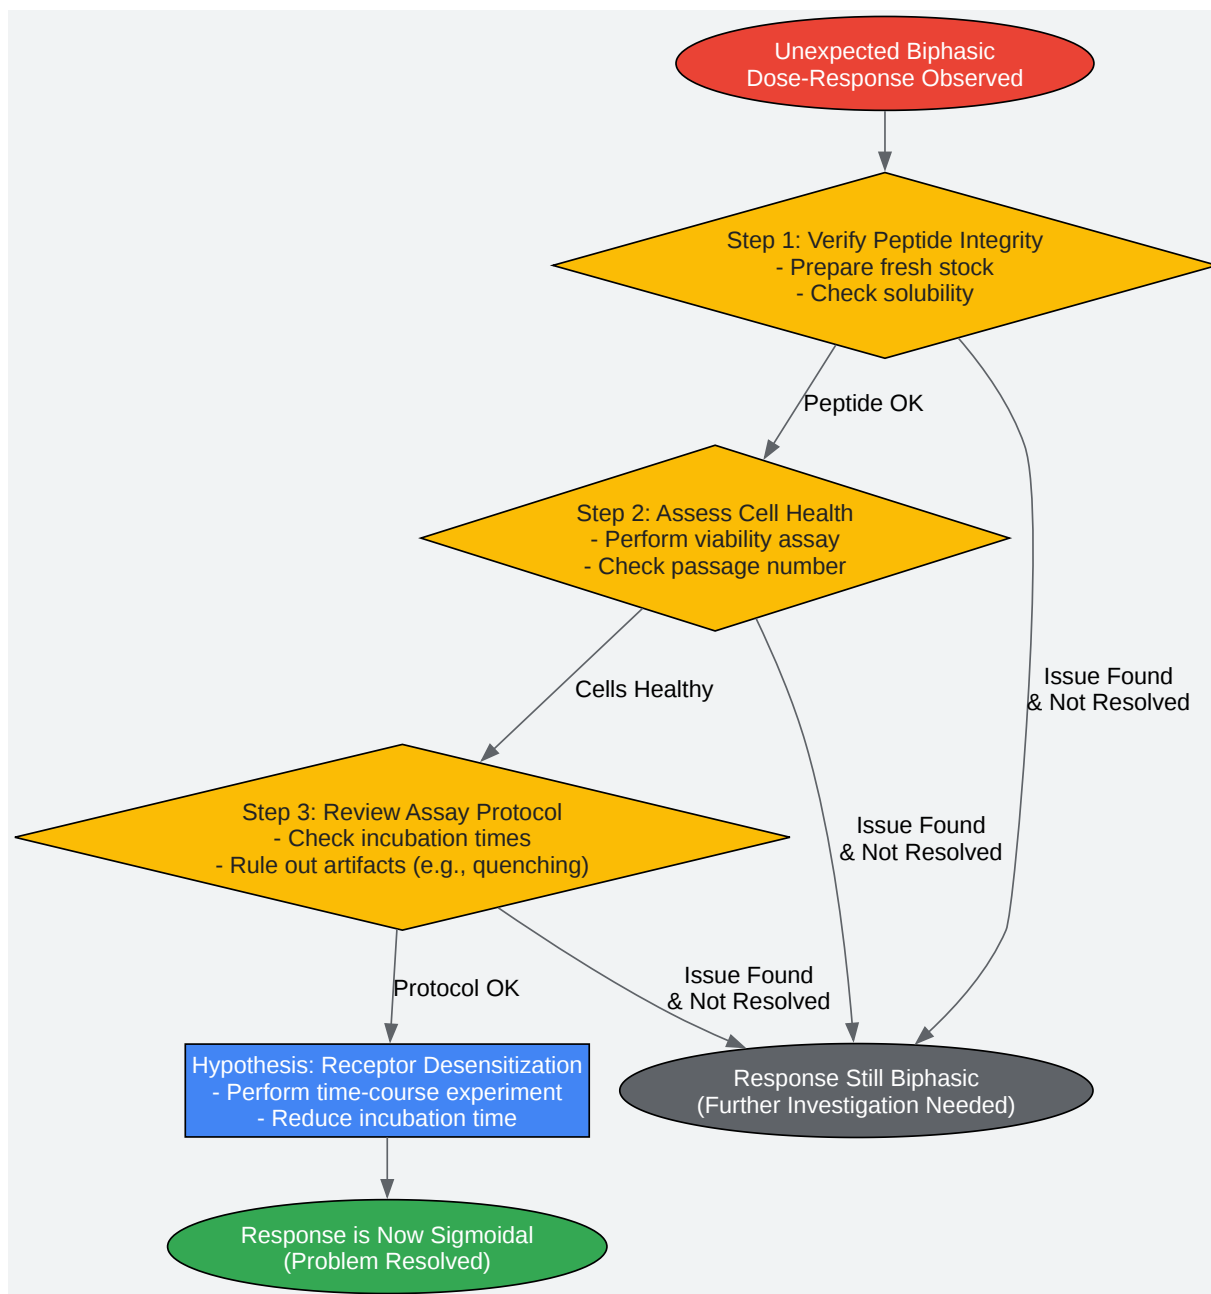 Unexpected Biphasic
Dose-Response Observed
Step 1: Verify Peptide Integrity
- Prepare fresh stock
- Check solubility
Peptide OK
Step 2: Assess Cell Health
- Perform viability assay
- Check passage number
Issue Found
& Not Resolved
Cells Healthy
Step 3: Review Assay Protocol
- Check incubation times
- Rule out artifacts (e.g., quenching)
Issue Found
& Not Resolved
Protocol OK
Issue Found
& Not Resolved
Hypothesis: Receptor Desensitization
- Perform time-course experiment
- Reduce incubation time
Response Still Biphasic
(Further Investigation Needed)
Response is Now Sigmoidal
(Problem Resolved)